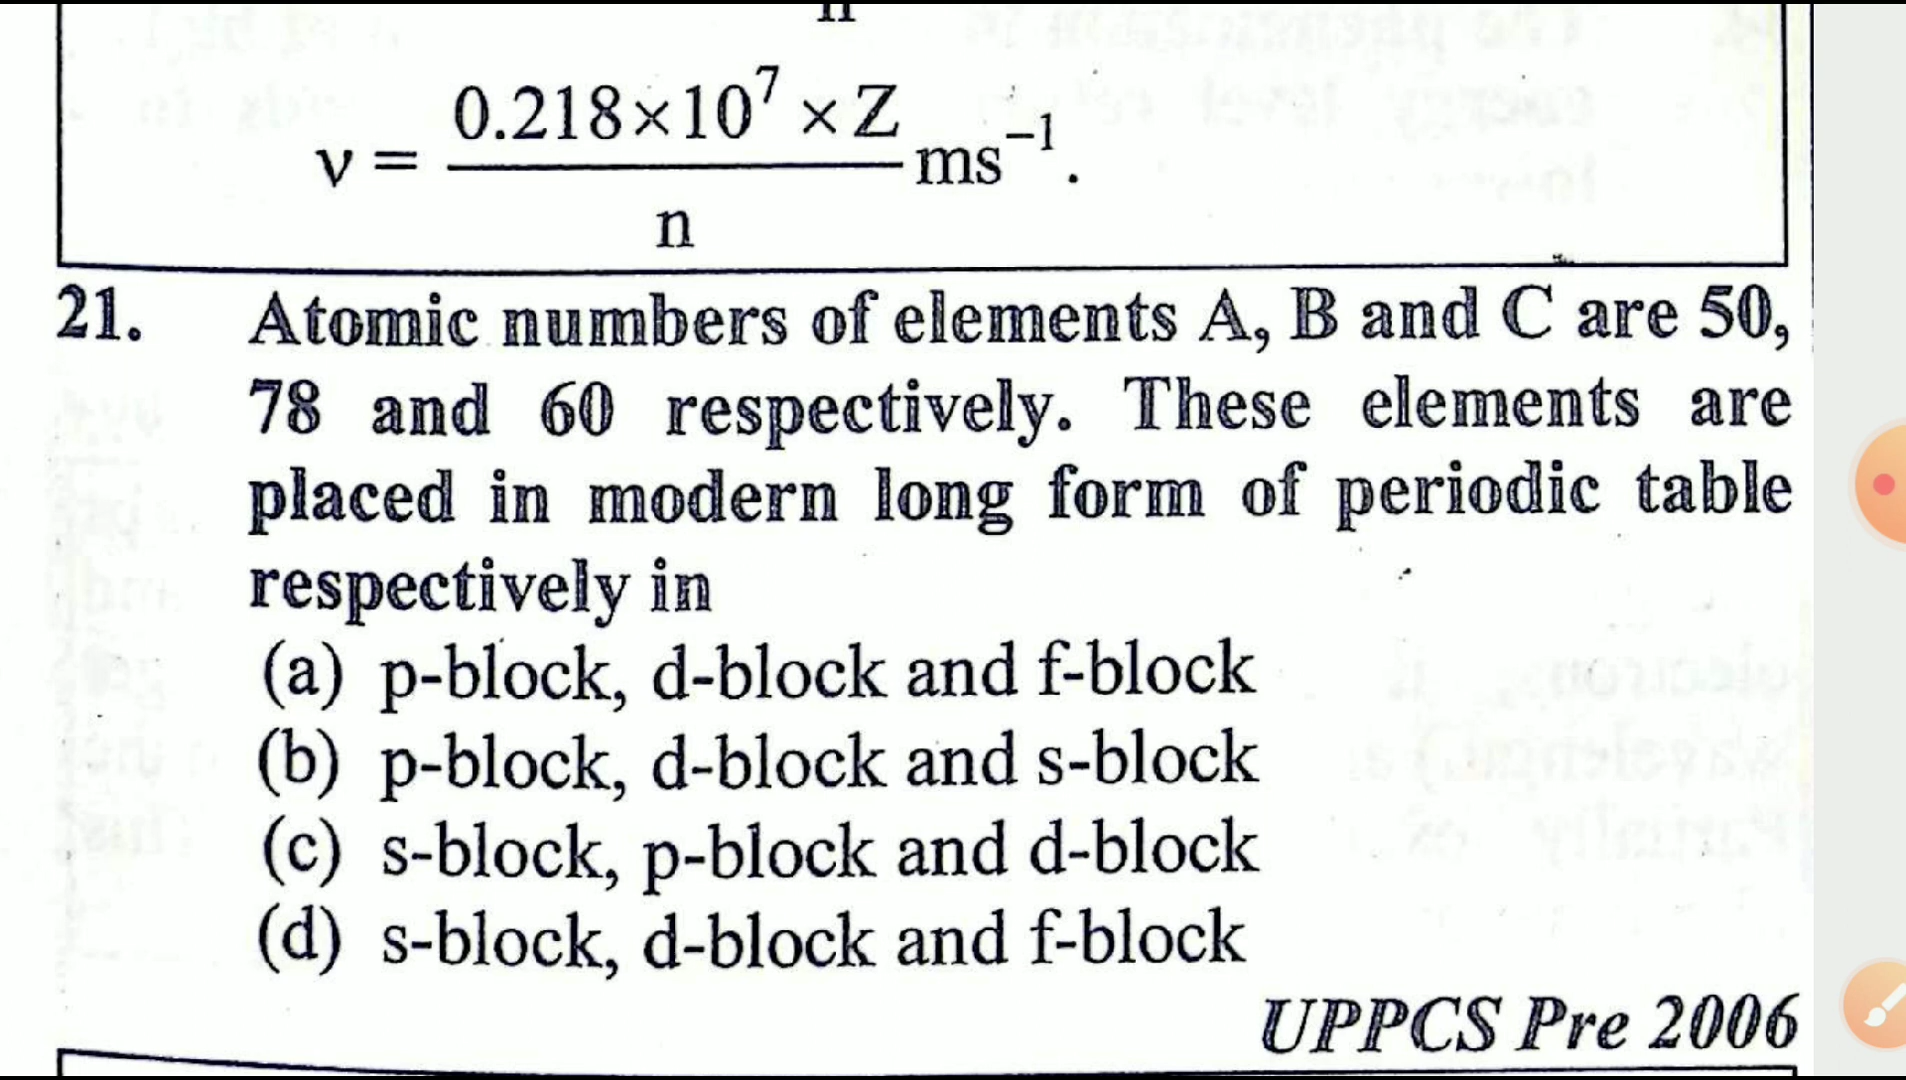 ν = 0.218×10⁷ × Z / n ms⁻¹.
21. Atomic numbers of elements A, B and C are 50,
78 and 60 respectively. These elements are
placed in modern long form of periodic table
respectively in
(a) p-block, d-block and f-block
(b) p-block, d-block and s-block
(c) s-block, p-block and d-block
(d) s-block, d-block and f-block
UPPCS Pre 2006